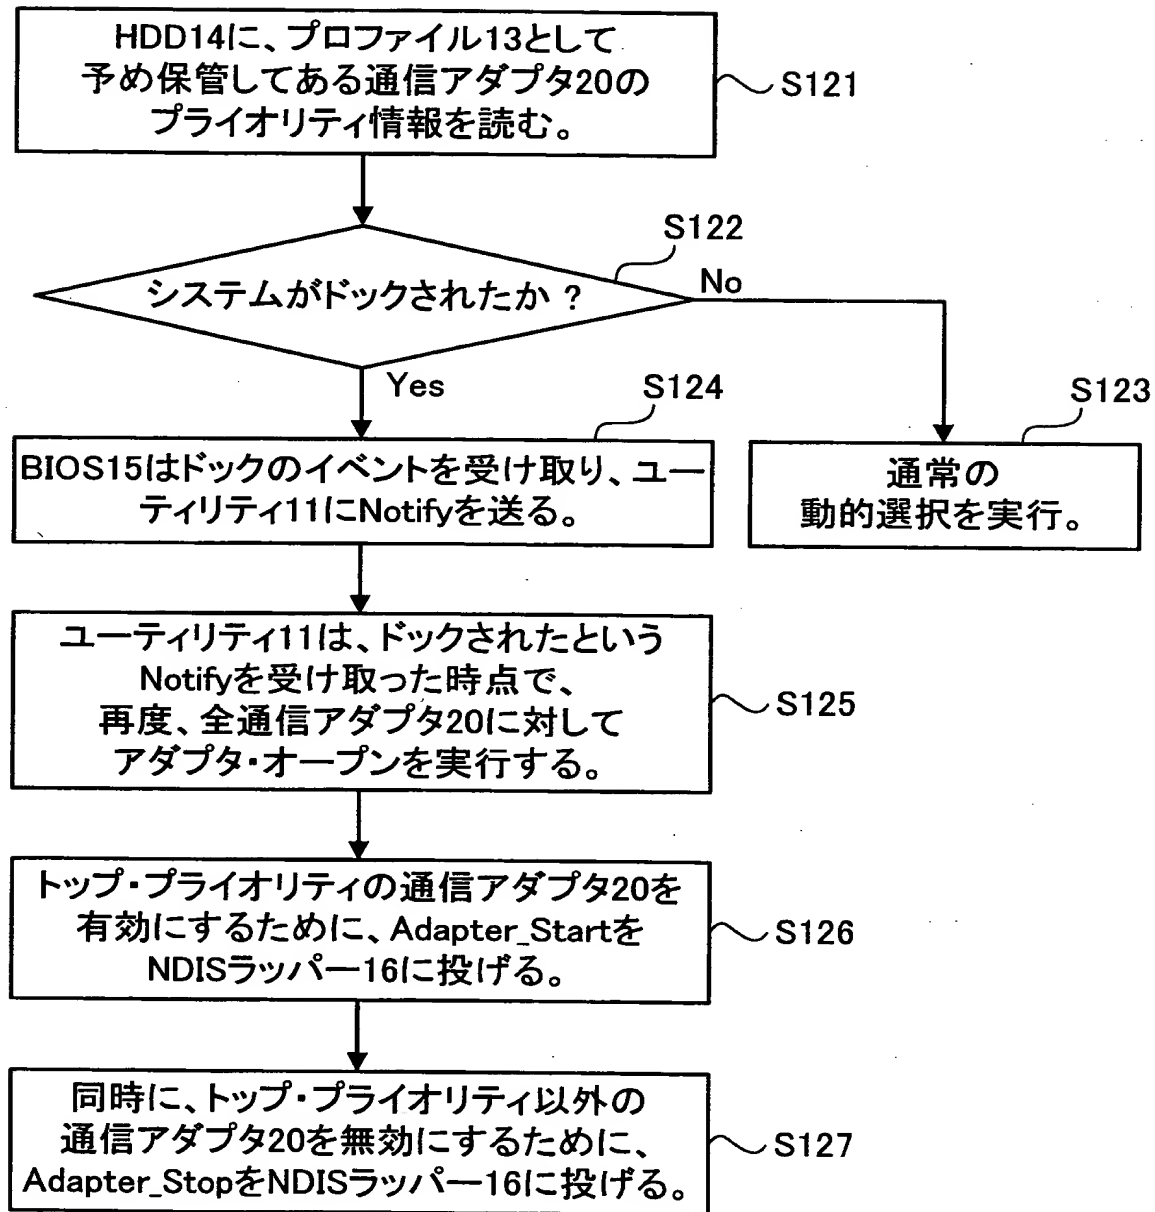 HDD14に、プロファイル13として
予め保管してある通信アダプタ20の
プライオリティ情報を読む。
S121
S122
システムがドックされたか？
No
Yes
S124
S123
BIOS15はドックのイベントを受け取り、ユー
ティリティ11にNotifyを送る。
通常の
動的選択を実行。
ユーティリティ11は、ドックされたという
Notifyを受け取った時点で、
再度、全通信アダプタ20に対して
アダプタ・オープンを実行する。
S125
トップ・プライオリティの通信アダプタ20を
有効にするために、Adapter_Startを
NDISラッパー16に投げる。
S126
同時に、トップ・プライオリティ以外の
通信アダプタ20を無効にするために、
Adapter_StopをNDISラッパー16に投げる。
S127